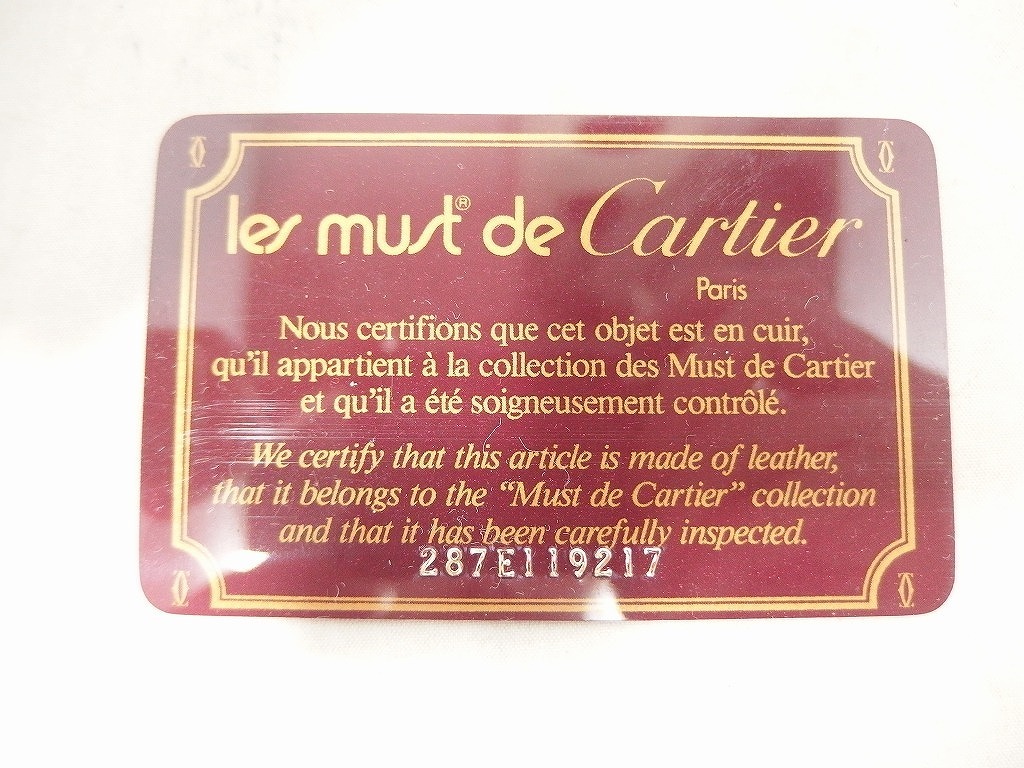 les must® de Cartier
Paris
Nous certifions que cet objet est en cuir,
qu'il appartient à la collection des Must de Cartier
et qu'il a été soigneusement contrôlé.
We certify that this article is made of leather,
that it belongs to the “Must de Cartier” collection
and that it has been carefully inspected.
287E119217